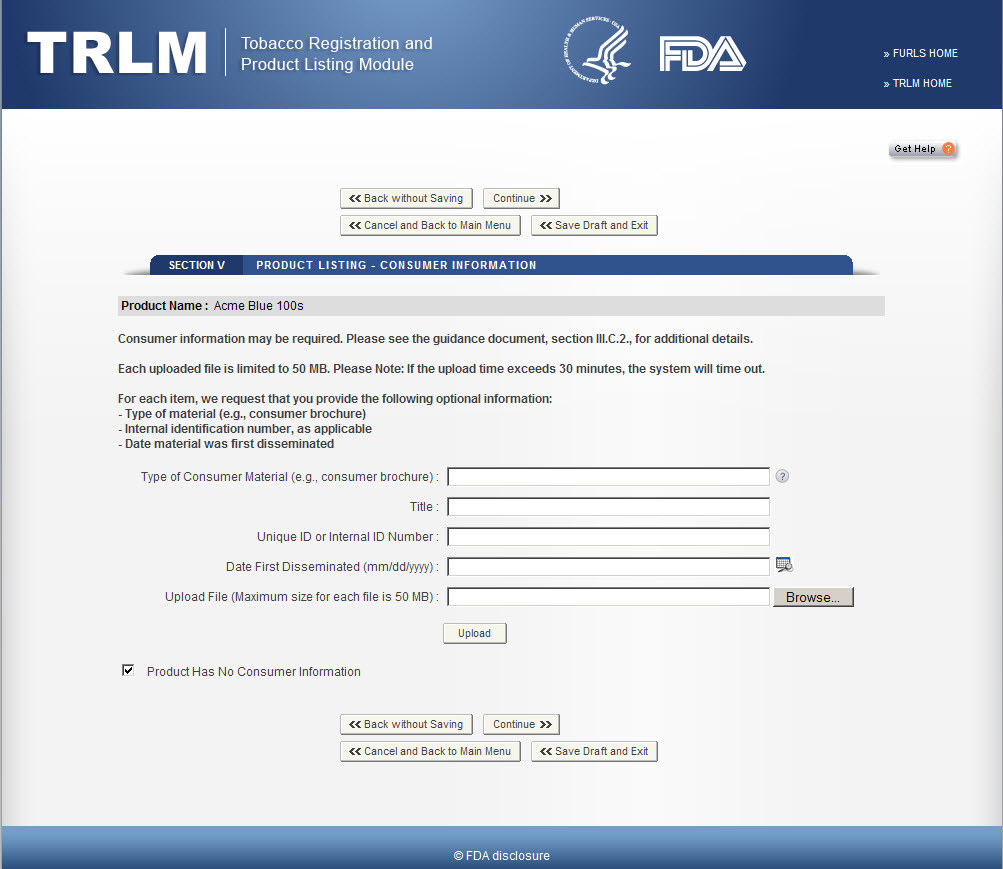 TRLM
Tobacco Registration and
Product Listing Module
DEPARTMENT OF HEALTH & HUMAN SERVICES · USA
FDA
» FURLS HOME
» TRLM HOME
Get Help ?
<< Back without Saving
Continue >>
<< Cancel and Back to Main Menu
<< Save Draft and Exit
SECTION V
PRODUCT LISTING - CONSUMER INFORMATION
Product Name : Acme Blue 100s
Consumer information may be required. Please see the guidance document, section III.C.2., for additional details.
Each uploaded file is limited to 50 MB. Please Note: If the upload time exceeds 30 minutes, the system will time out.
For each item, we request that you provide the following optional information:
- Type of material (e.g., consumer brochure)
- Internal identification number, as applicable
- Date material was first disseminated
Type of Consumer Material (e.g., consumer brochure) : ?
Title :
Unique ID or Internal ID Number :
Date First Disseminated (mm/dd/yyyy) :
Upload File (Maximum size for each file is 50 MB) : Browse...
Upload
Product Has No Consumer Information
<< Back without Saving
Continue >>
<< Cancel and Back to Main Menu
<< Save Draft and Exit
© FDA disclosure